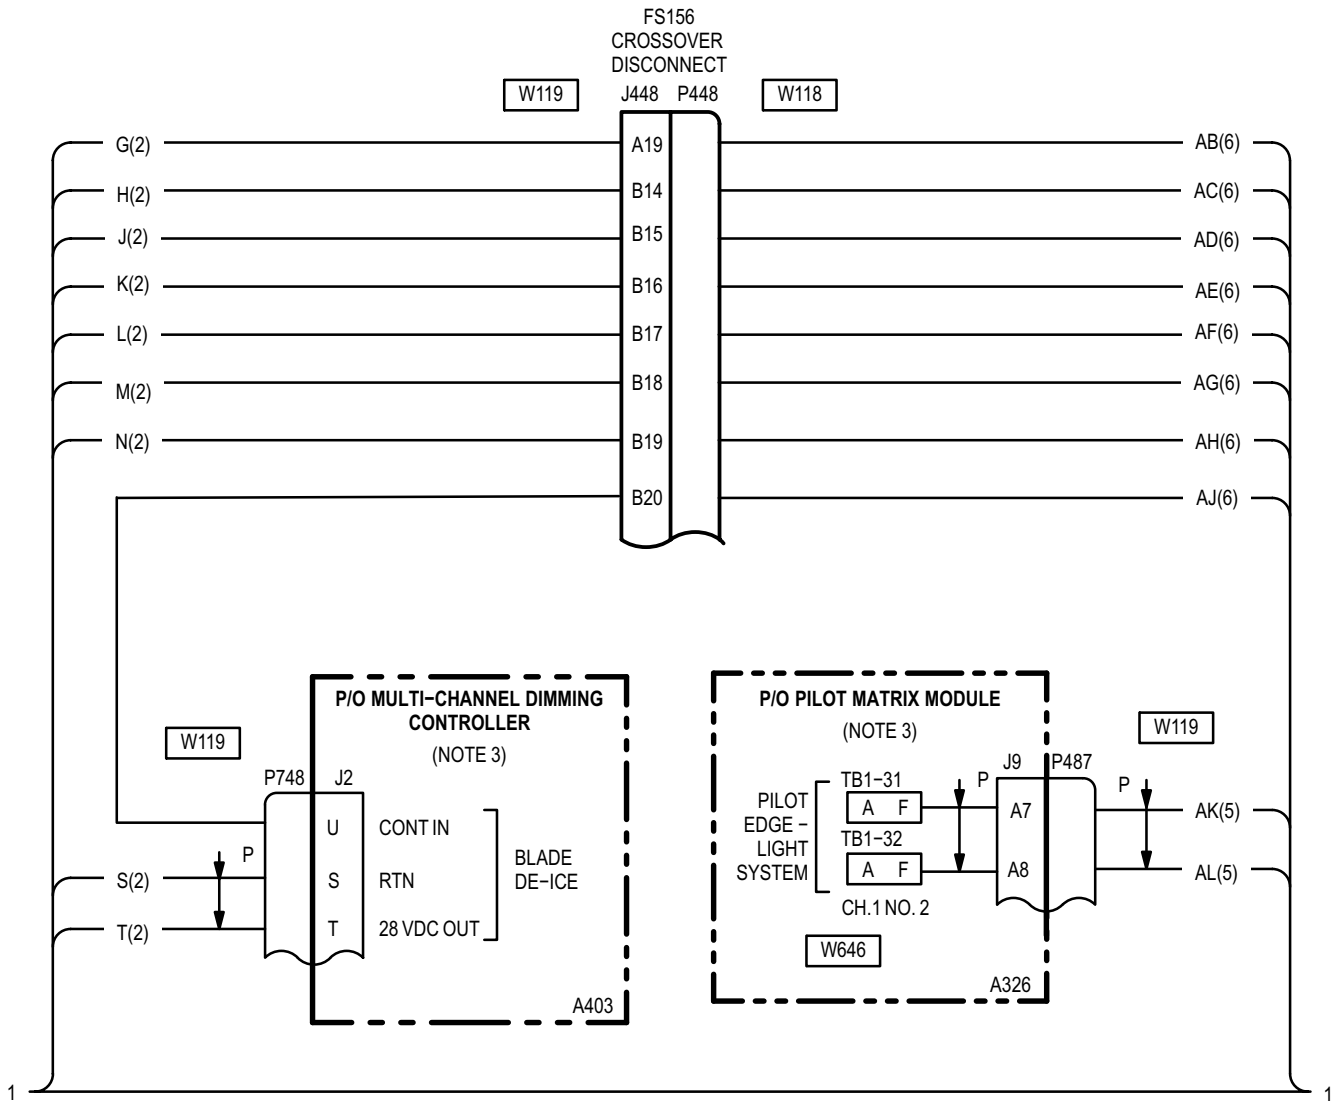 FS156
CROSSOVER
DISCONNECT
W119 J448 P448 W118
G(2) A19 AB(6)
H(2) B14 AC(6)
J(2) B15 AD(6)
K(2) B16 AE(6)
L(2) B17 AF(6)
M(2) B18 AG(6)
N(2) B19 AH(6)
B20 AJ(6)
P/O MULTI−CHANNEL DIMMING
CONTROLLER
(NOTE 3)
W119
P748 J2
U CONT IN
P
S(2) S RTN
T(2) T 28 VDC OUT
BLADE
DE−ICE
A403
P/O PILOT MATRIX MODULE
(NOTE 3)
W119
J9 P487
PILOT
EDGE −
LIGHT
SYSTEM
TB1−31
A F P A7 P AK(5)
TB1−32
A F A8 AL(5)
CH.1 NO. 2
W646
A326
1 1